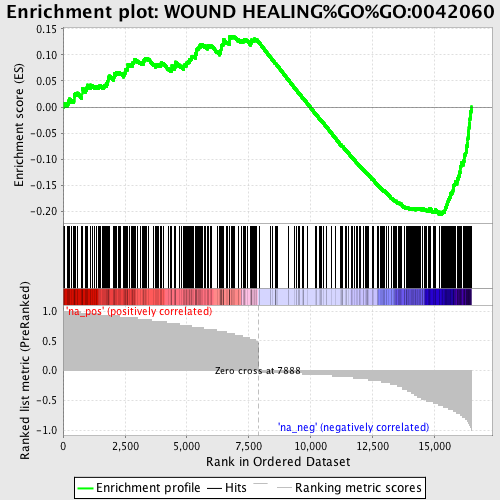 Enrichment plot: WOUND HEALING%GO%GO:0042060
Enrichment score (ES)
0.15
0.10
0.05
0.00
-0.05
-0.10
-0.15
-0.20
Ranked list metric (PreRanked)
1.0
0.5
0.0
-0.5
-1.0
'na_pos' (positively correlated)
Zero cross at 7888
'na_neg' (negatively correlated)
0 2,500 5,000 7,500 10,000 12,500 15,000
Rank in Ordered Dataset
Enrichment profile Hits Ranking metric scores